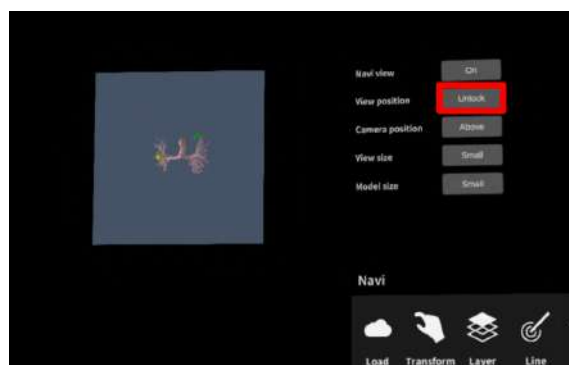 Navi view On
View position Unlock
Camera position Above
View size Small
Model size Small
Navi
Load Transform Layer Line